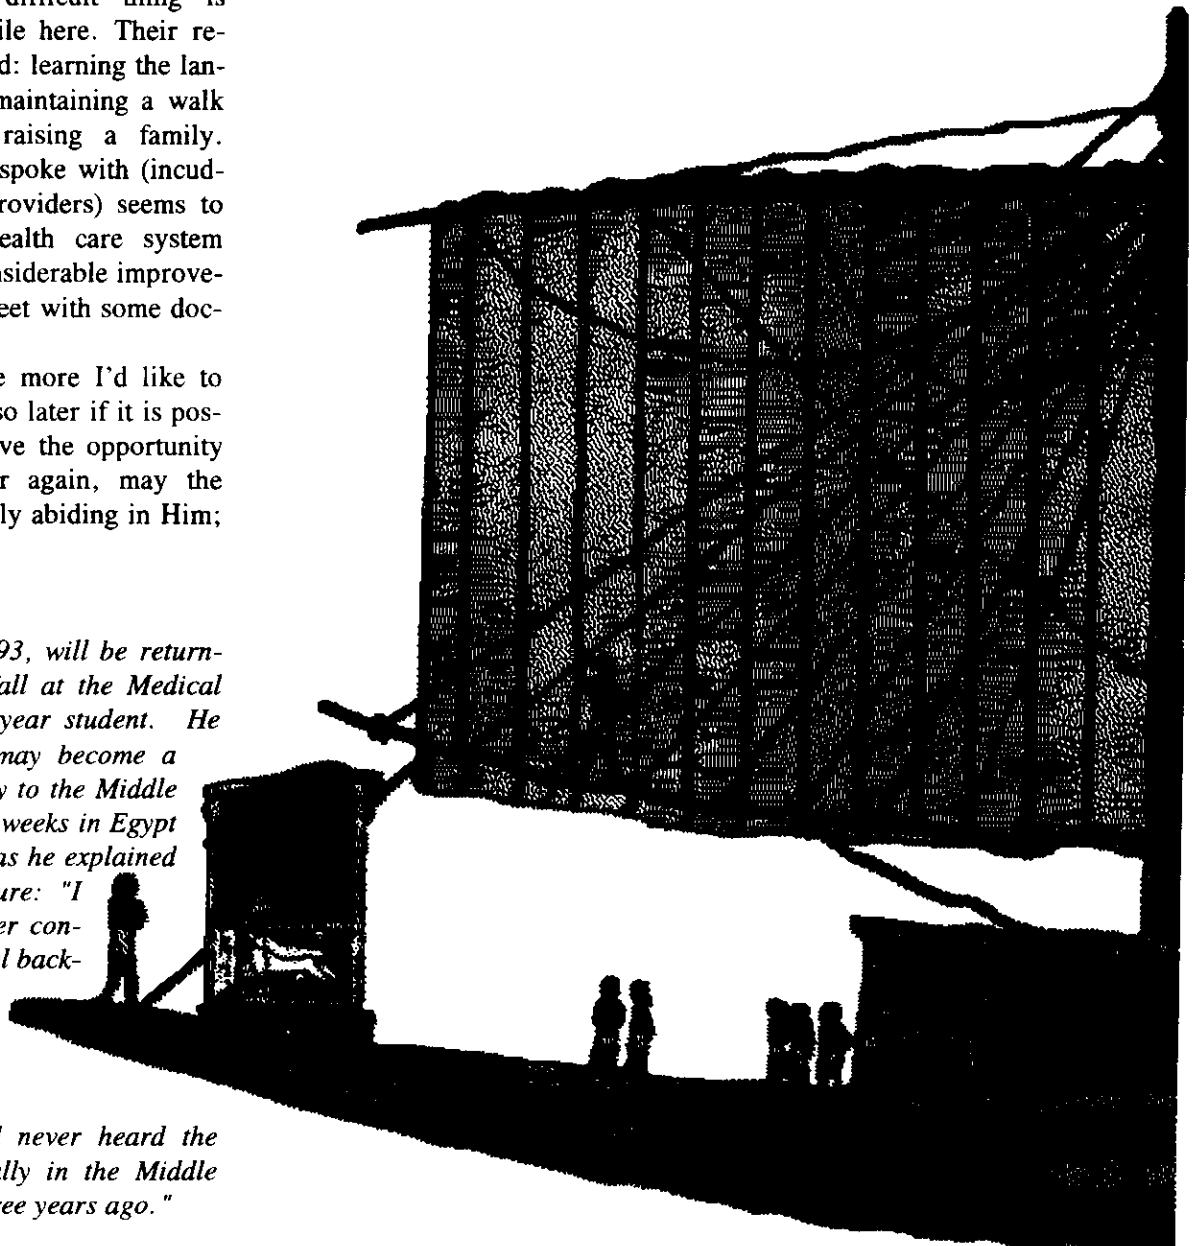 difficult thing is
ile here. Their re-
d: learning the lan-
maintaining a walk
raising a family.
spoke with (incud-
roviders) seems to
ealth care system
nsiderable improve-
eet with some doc-
e more I'd like to
so later if it is pos-
ve the opportunity
r again, may the
ly abiding in Him;
93, will be return-
fall at the Medical
year student. He
may become a
y to the Middle
weeks in Egypt
as he explained
ure: "I
er con-
l back-
l never heard the
lly in the Middle
ree years ago."